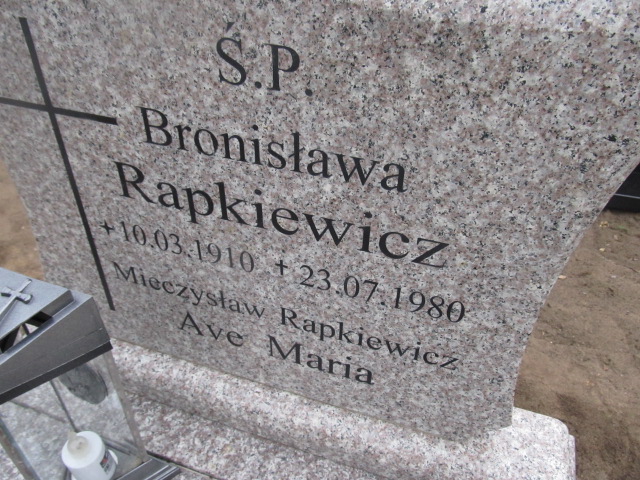 Ś.P.
Bronisława
Rapkiewicz
+10.03.1910 +23.07.1980
Mieczysław Rapkiewicz
Ave Maria